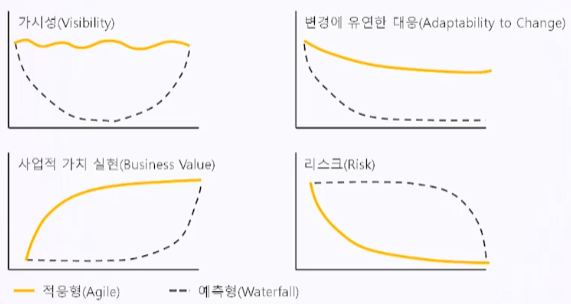 가시성(Visibility)
변경에 유연한 대응(Adaptability to Change)
사업적 가치 실현(Business Value)
리스크(Risk)
적응형(Agile)
예측형(Waterfall)